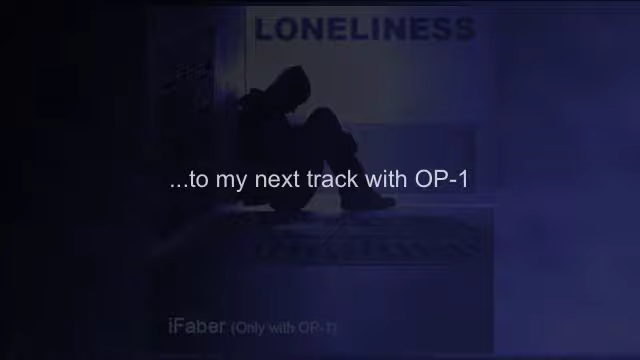 LONELINESS
...to my next track with OP-1
iFaber (Only with OP-1)